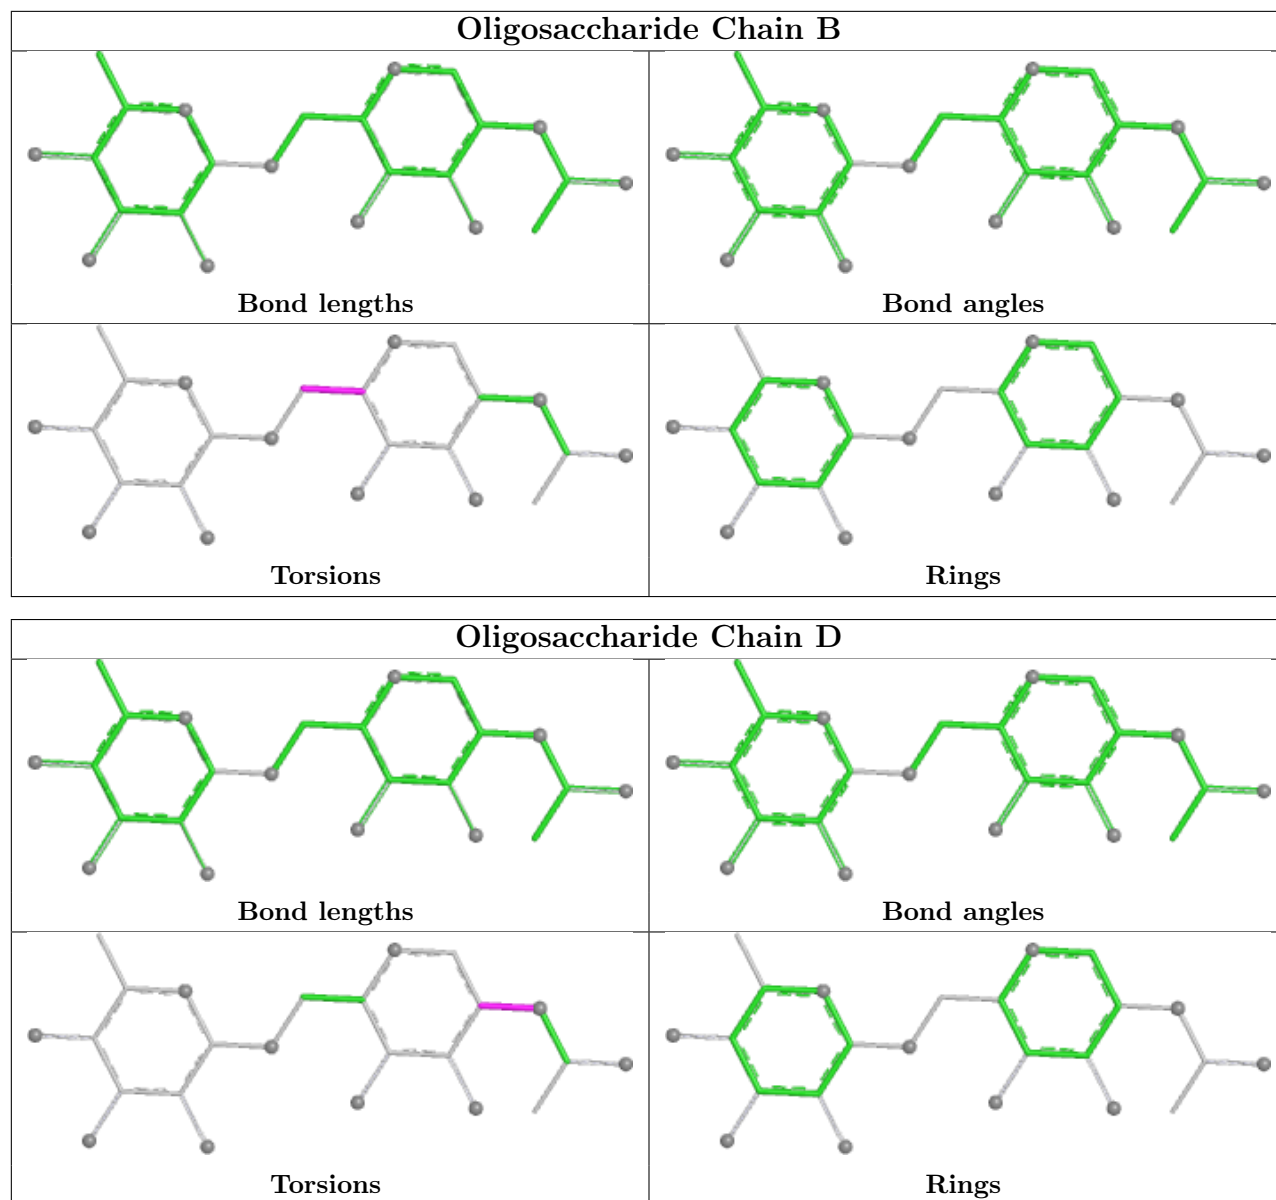 Oligosaccharide Chain B
Bond lengths
Bond angles
Torsions
Rings
Oligosaccharide Chain D
Bond lengths
Bond angles
Torsions
Rings